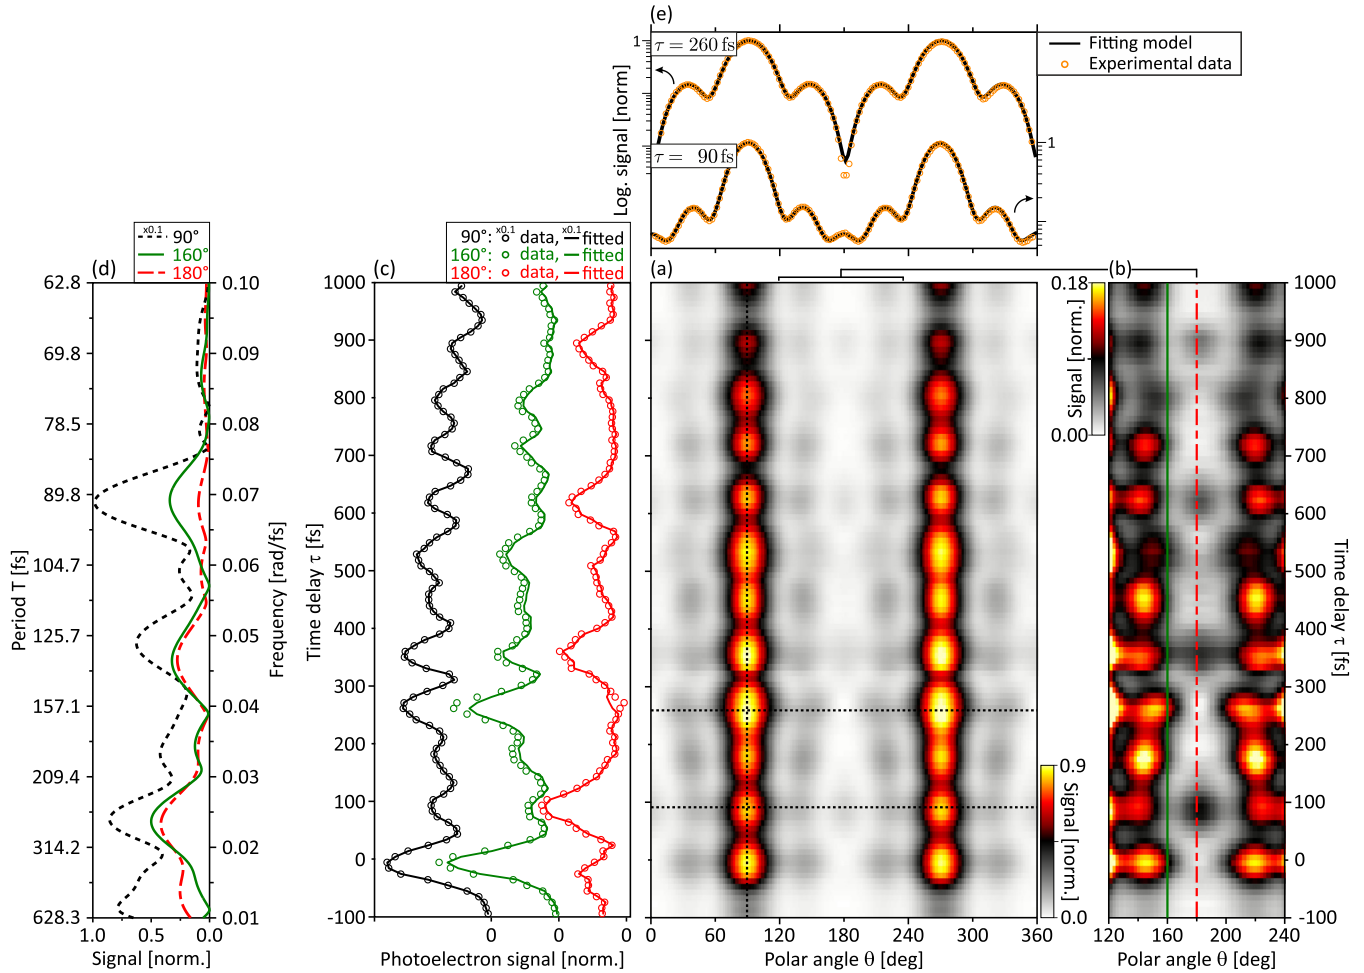 (e)
1
τ = 260 fs
τ = 90 fs
1
Log. signal [norm]
Fitting model
Experimental data
x0.1
90°
160°
180°
(d)
62.8
69.8
78.5
89.8
104.7
125.7
157.1
209.4
314.2
628.3
Period T [fs]
0.10
0.09
0.08
0.07
0.06
0.05
0.04
0.03
0.02
0.01
Frequency [rad/fs]
1.0
0.5
0.0
Signal [norm.]
x0.1 x0.1
90°: data, fitted
160°: data, fitted
180°: data, fitted
(c)
1000
900
800
700
600
500
400
300
200
100
0
-100
Time delay τ [fs]
0
0
0
Photoelectron signal [norm.]
(a)
0.9
0.0
Signal [norm.]
0
60
120
180
240
300
360
Polar angle θ [deg]
(b)
0.18
0.00
Signal [norm.]
1000
900
800
700
600
500
400
300
200
100
0
-100
Time delay τ [fs]
120
160
200
240
Polar angle θ [deg]